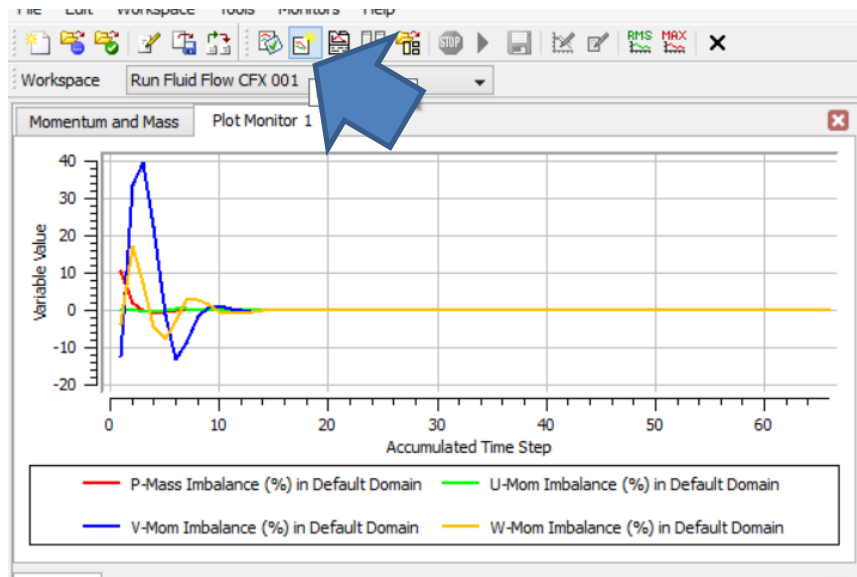 File Edit Workspace Tools Monitors Help
STOP RMS MAX
Workspace Run Fluid Flow CFX 001
Momentum and Mass Plot Monitor 1
40
30
20
10
0
-10
-20
Variable Value
0 10 20 30 40 50 60
Accumulated Time Step
P-Mass Imbalance (%) in Default Domain U-Mom Imbalance (%) in Default Domain
V-Mom Imbalance (%) in Default Domain W-Mom Imbalance (%) in Default Domain